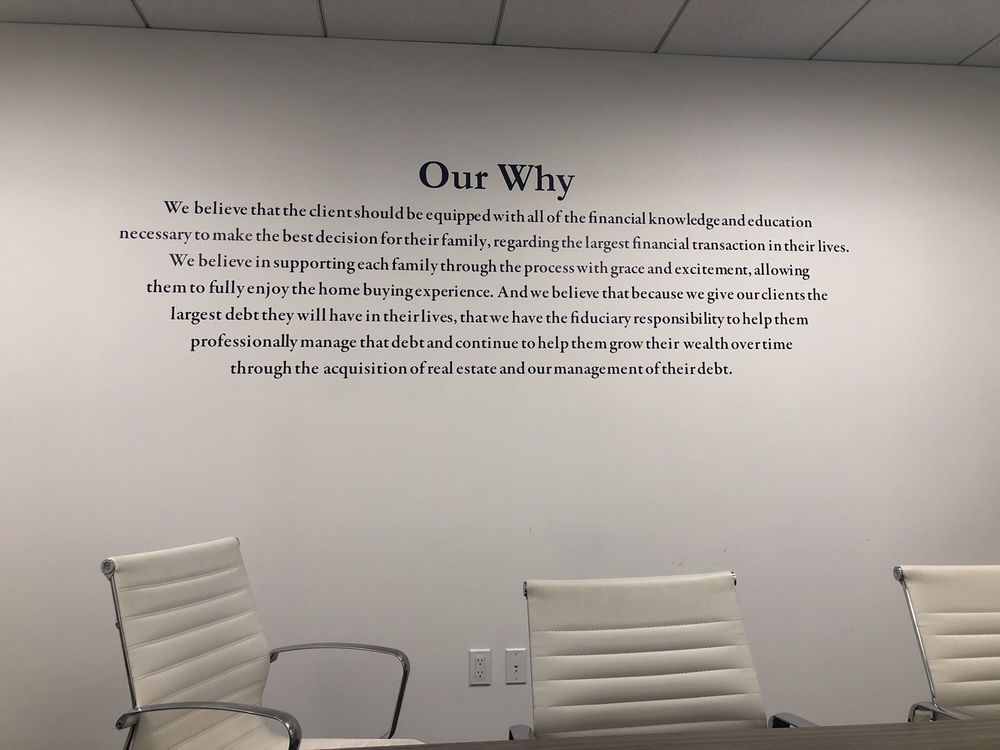 Our Why
We believe that the client should be equipped with all of the financial knowledge and education
necessary to make the best decision for their family, regarding the largest financial transaction in their lives.
We believe in supporting each family through the process with grace and excitement, allowing
them to fully enjoy the home buying experience. And we believe that because we give our clients the
largest debt they will have in their lives, that we have the fiduciary responsibility to help them
professionally manage that debt and continue to help them grow their wealth over time
through the acquisition of real estate and our management of their debt.